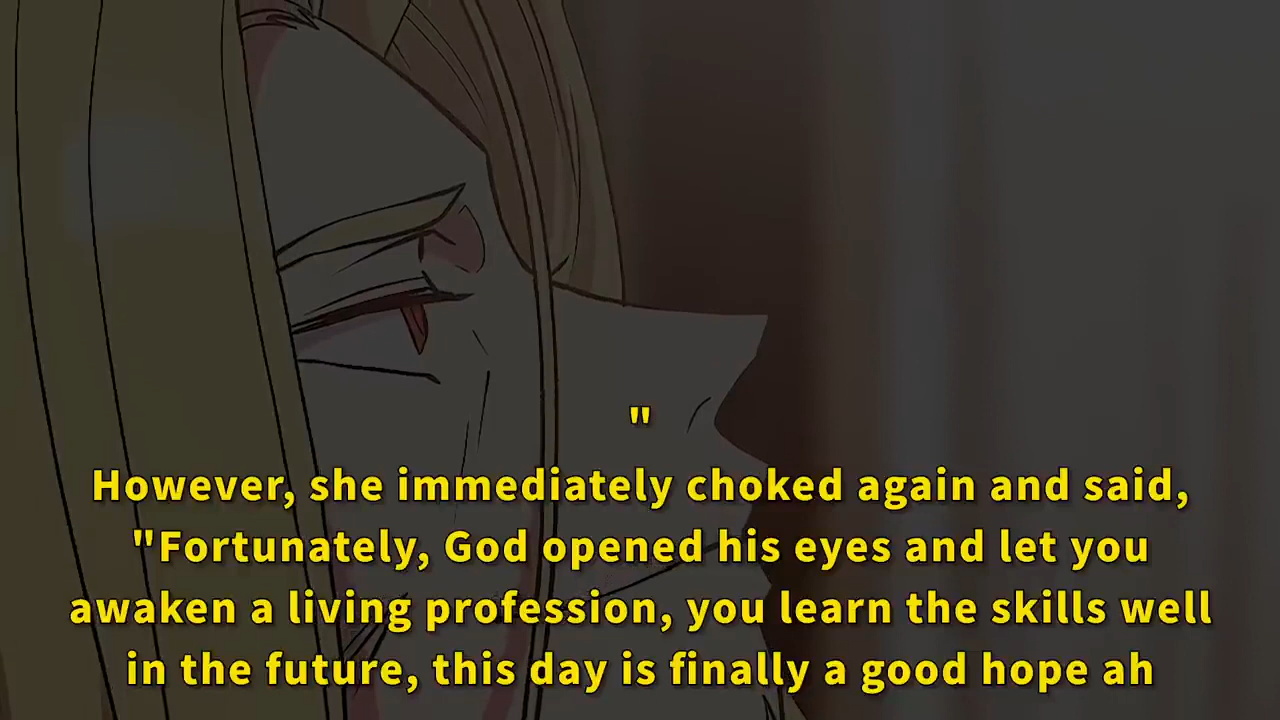 "
However, she immediately choked again and said,
"Fortunately, God opened his eyes and let you
awaken a living profession, you learn the skills well
in the future, this day is finally a good hope ah